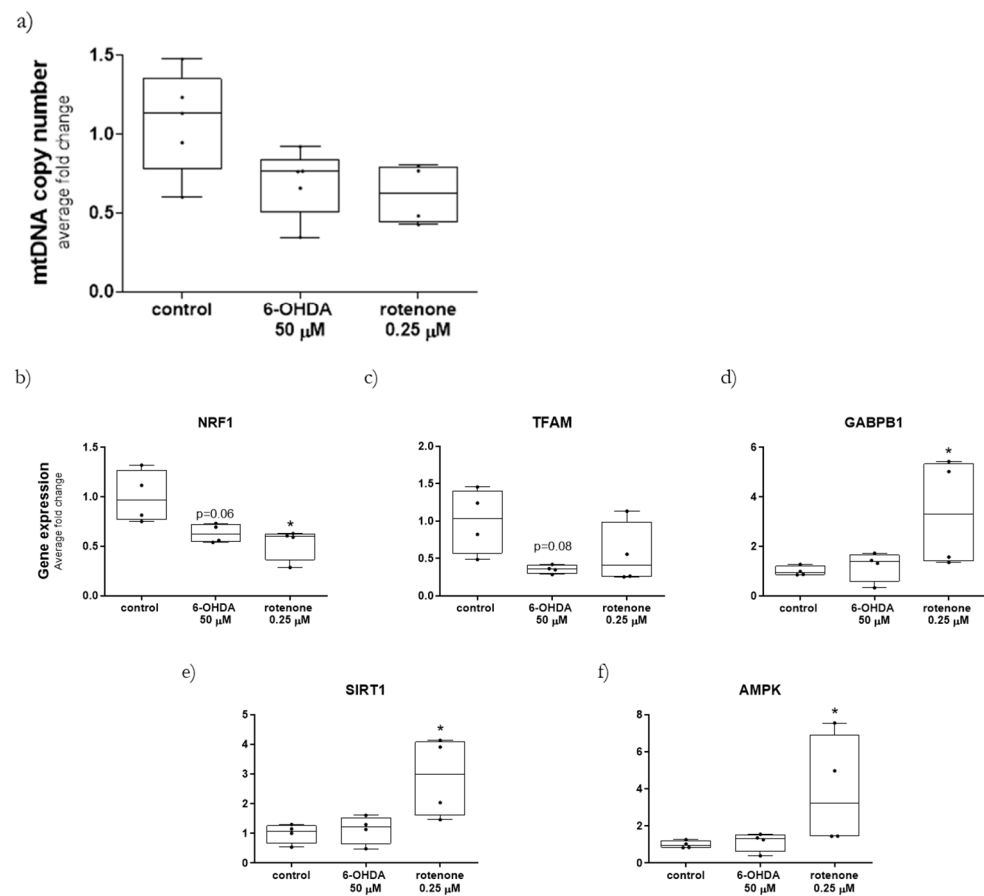 a)
mtDNA copy number
average fold change
1.5
1.0
0.5
0.0
control
6-OHDA
50 μM
rotenone
0.25 μM
b)
NRF1
Gene expression
Average fold change
1.5
1.0
0.5
0.0
p=0.06
*
control
6-OHDA
50 μM
rotenone
0.25 μM
c)
TFAM
2.0
1.5
1.0
0.5
0.0
p=0.08
control
6-OHDA
50 μM
rotenone
0.25 μM
d)
GABPB1
6
4
2
0
*
control
6-OHDA
50 μM
rotenone
0.25 μM
e)
SIRT1
5
4
3
2
1
0
*
control
6-OHDA
50 μM
rotenone
0.25 μM
f)
AMPK
8
6
4
2
0
*
control
6-OHDA
50 μM
rotenone
0.25 μM